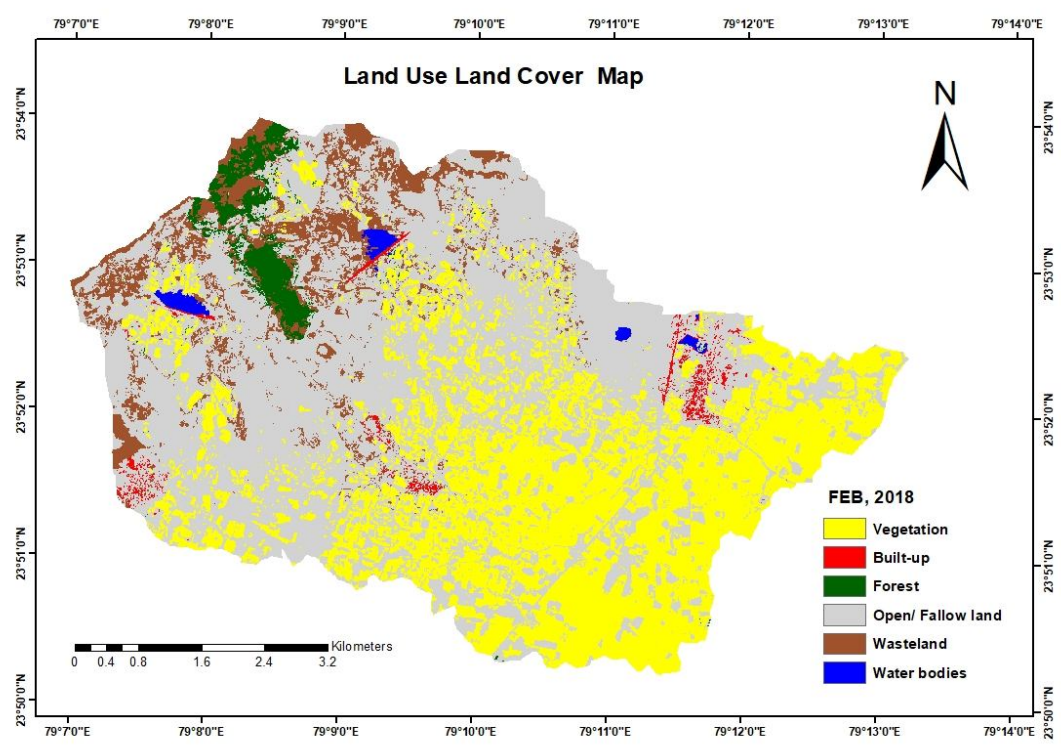 79°7'0"E 79°8'0"E 79°9'0"E 79°10'0"E 79°11'0"E 79°12'0"E 79°13'0"E 79°14'0"E
Land Use Land Cover Map
N
23°54'0"N 23°54'0"N
23°53'0"N 23°53'0"N
23°52'0"N 23°52'0"N
23°51'0"N 23°51'0"N
23°50'0"N 23°50'0"N
FEB, 2018
Vegetation
Built-up
Forest
Open/ Fallow land
Wasteland
Water bodies
Kilometers
0 0.4 0.8 1.6 2.4 3.2
79°7'0"E 79°8'0"E 79°9'0"E 79°10'0"E 79°11'0"E 79°12'0"E 79°13'0"E 79°14'0"E